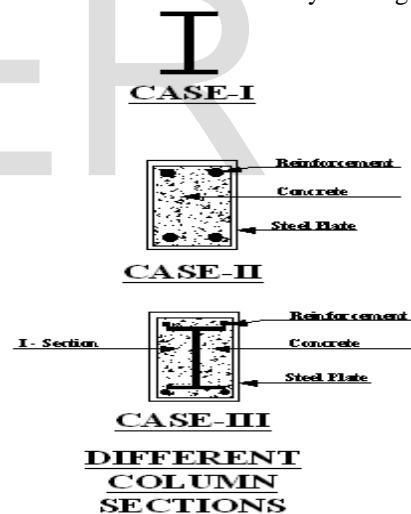 CASE-I
Reinforcement
Concrete
Steel Plate
CASE-II
Reinforcement
I - Section
Concrete
Steel Plate
CASE-III
DIFFERENT
COLUMN
SECTIONS